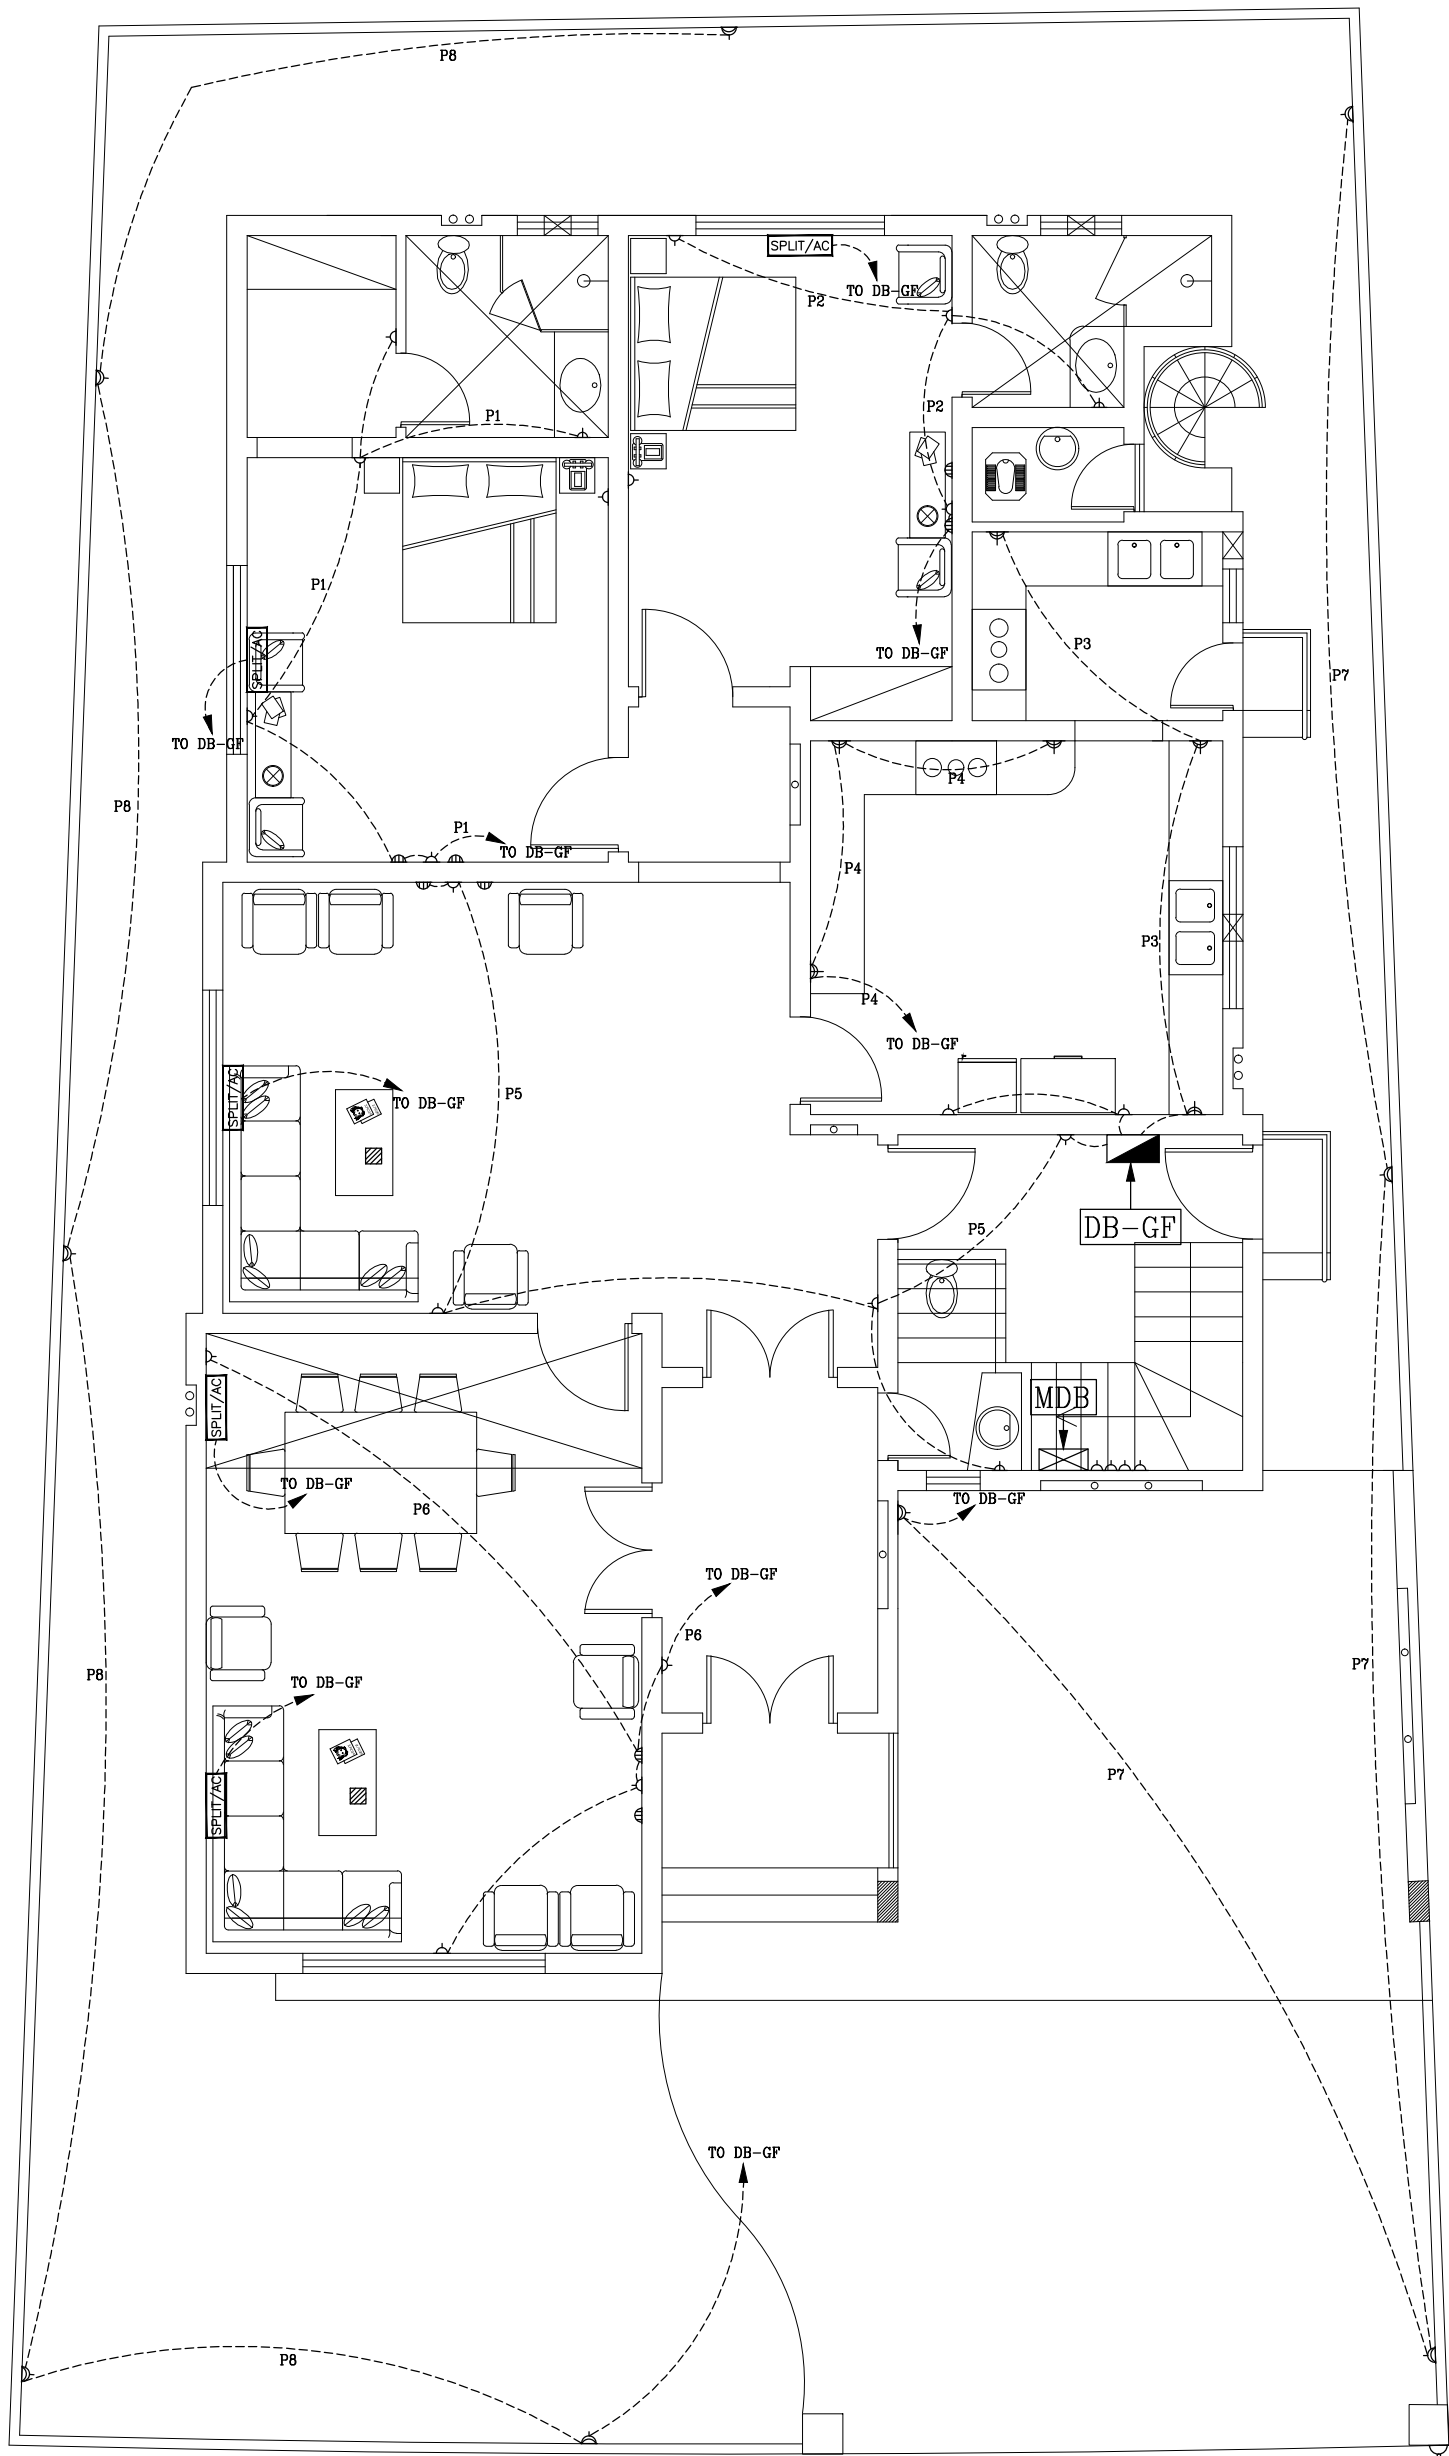 P8
SPLIT/AC
TO DB-GF
P2
P2
P1
P1
P3
TO DB-GF
SPLIT/AC
P7
TO DB-GF
P4
P8
P1
TO DB-GF
P4
P3
P4
TO DB-GF
SPLIT/AC
TO DB-GF
P5
P5
DB-GF
SPLIT/AC
MDB
TO DB-GF
P6
TO DB-GF
TO DB-GF
P6
P7
P8
TO DB-GF
SPLIT/AC
P7
TO DB-GF
P8